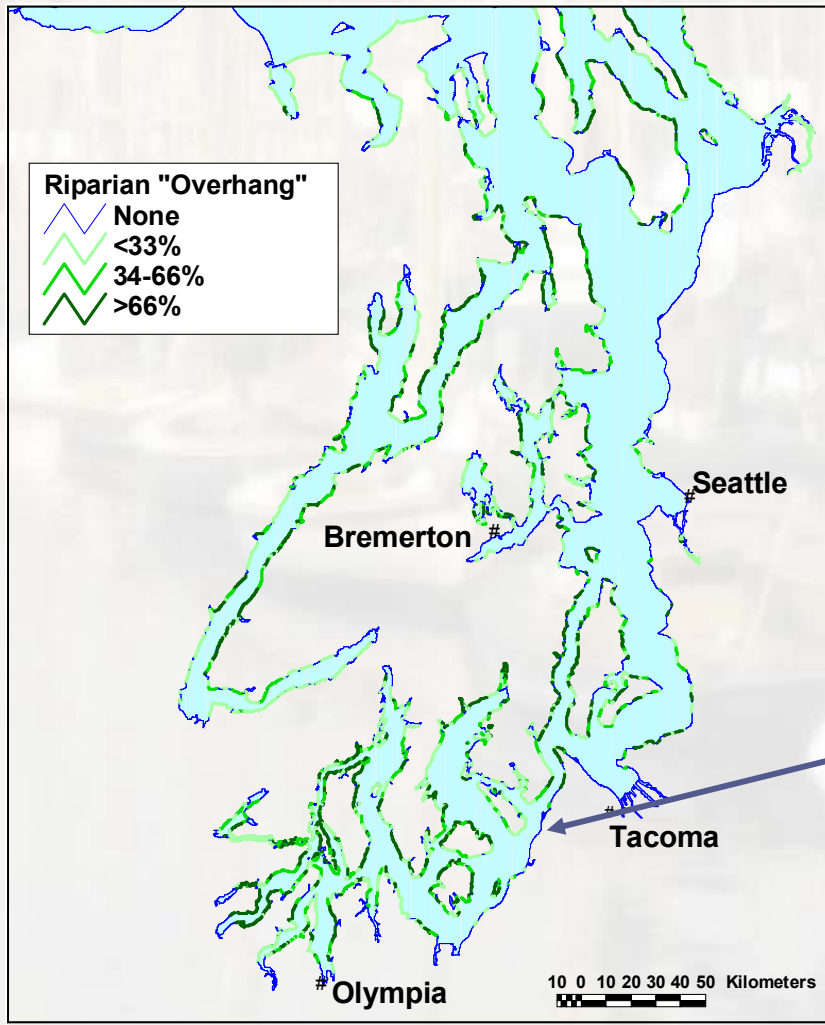 Riparian "Overhang"
None
<33%
34-66%
>66%
# Seattle
Bremerton #
# Tacoma
# Olympia
10 0 10 20 30 40 50 Kilometers